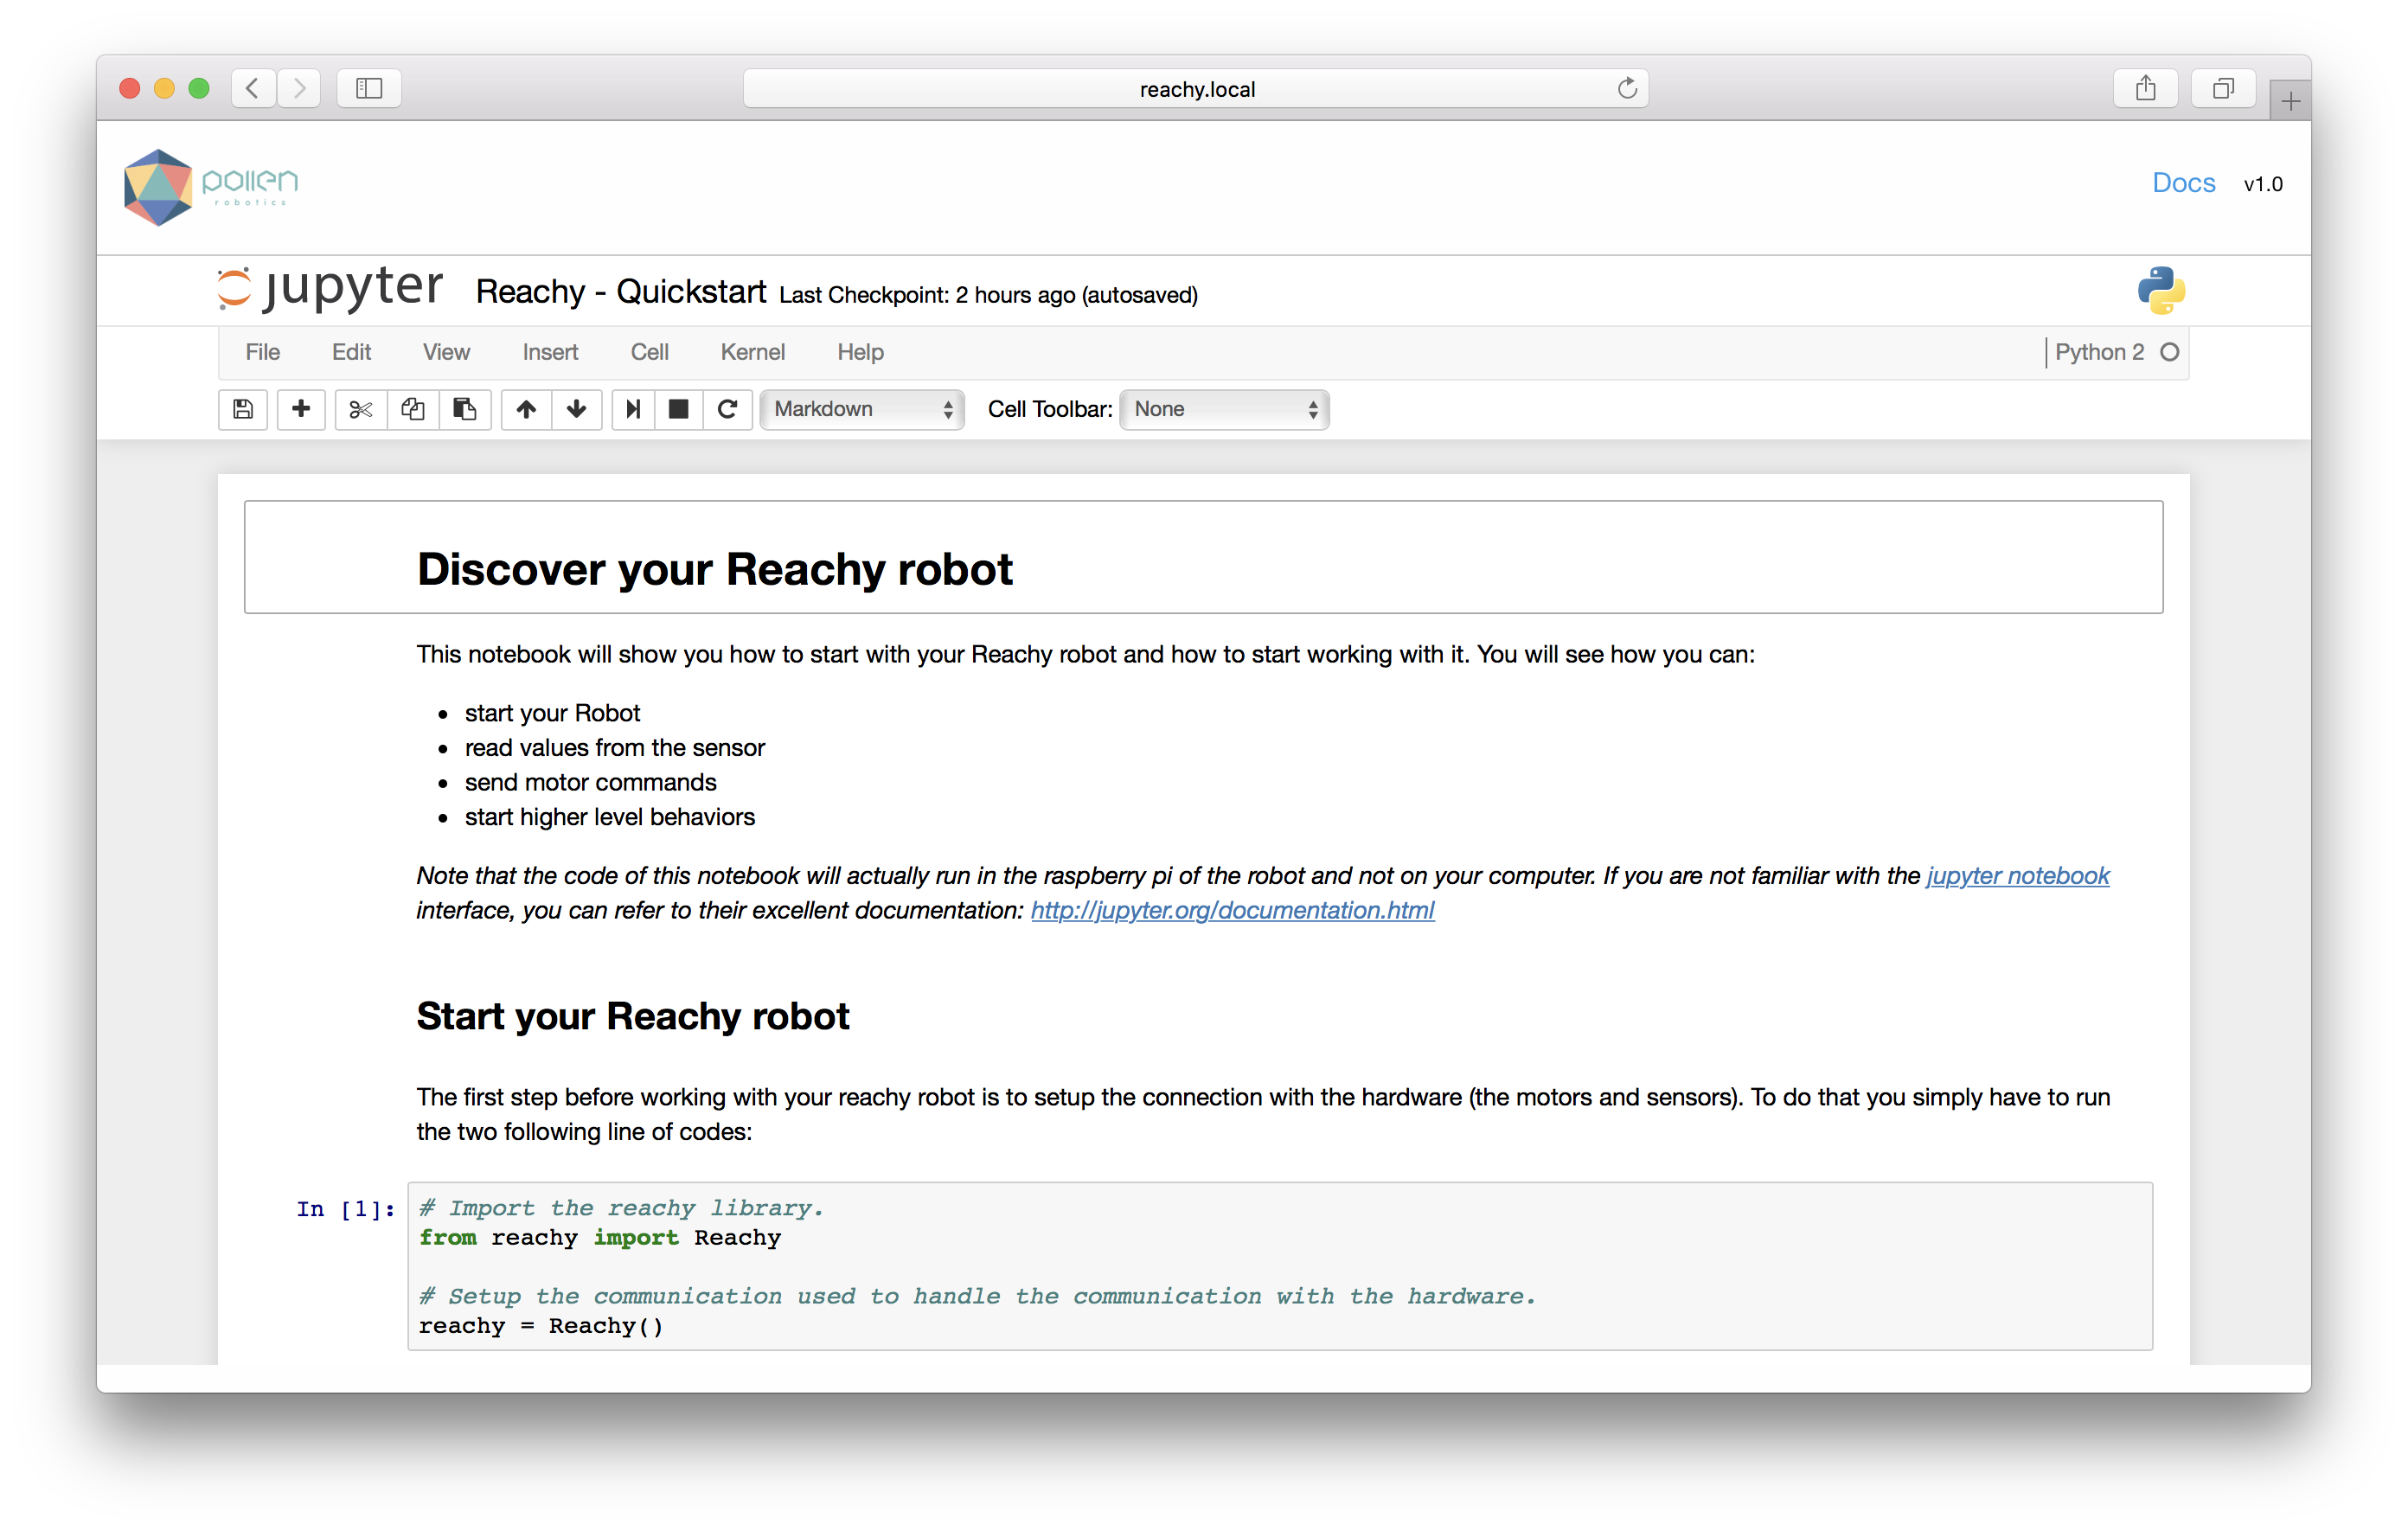 reachy.local
pollen
robotics
Docs v1.0
jupyter Reachy - Quickstart Last Checkpoint: 2 hours ago (autosaved)
File Edit View Insert Cell Kernel Help Python 2
Markdown Cell Toolbar: None
Discover your Reachy robot
This notebook will show you how to start with your Reachy robot and how to start working with it. You will see how you can:
• start your Robot
• read values from the sensor
• send motor commands
• start higher level behaviors
Note that the code of this notebook will actually run in the raspberry pi of the robot and not on your computer. If you are not familiar with the jupyter notebook
interface, you can refer to their excellent documentation: http://jupyter.org/documentation.html
Start your Reachy robot
The first step before working with your reachy robot is to setup the connection with the hardware (the motors and sensors). To do that you simply have to run
the two following line of codes:
In [1]: # Import the reachy library.
from reachy import Reachy
# Setup the communication used to handle the communication with the hardware.
reachy = Reachy()